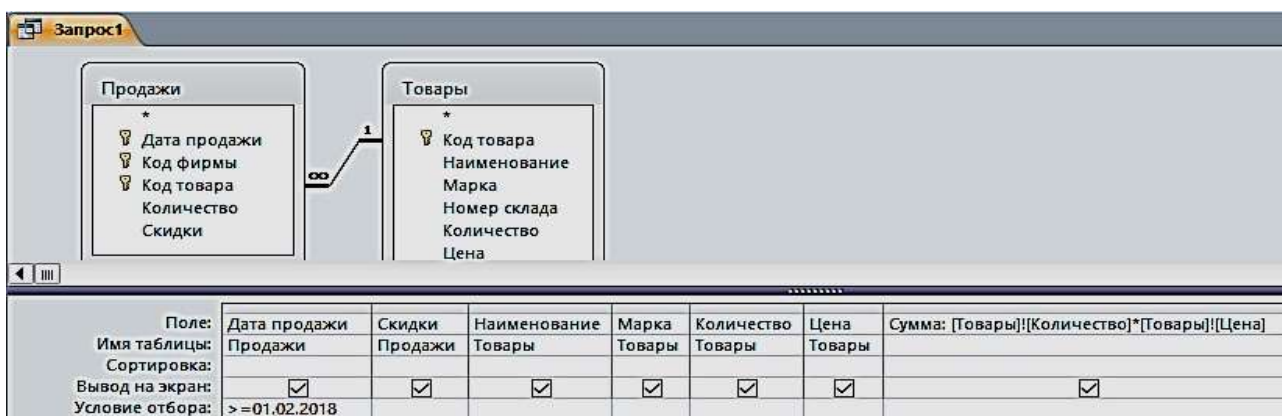 Запрос1
Продажи
*
Дата продажи
Код фирмы
Код товара
Количество
Скидки
∞
1
Товары
*
Код товара
Наименование
Марка
Номер склада
Количество
Цена
Поле: Дата продажи Скидки Наименование Марка Количество Цена Сумма: [Товары]![Количество]*[Товары]![Цена]
Имя таблицы: Продажи Продажи Товары Товары Товары Товары
Сортировка:
Вывод на экран:
Условие отбора: >=01.02.2018